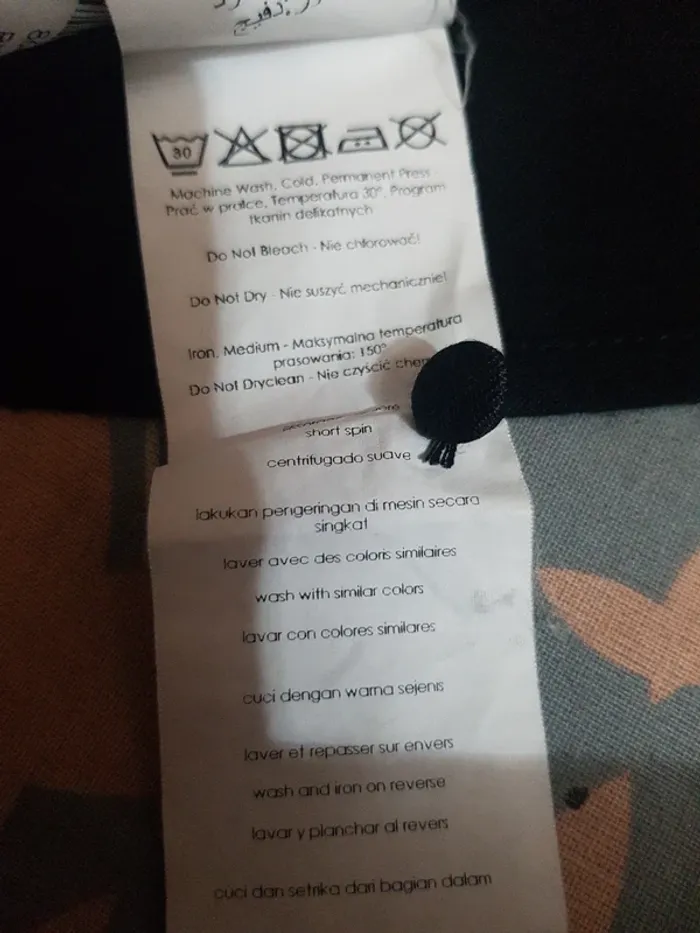 30
Machine Wash, Cold, Permanent Press
Prać w pralce, Temperatura 30°, Program
tkanin delikatnych
Do Not Bleach - Nie chlorować!
Do Not Dry - Nie suszyć mechanicznie!
Iron, Medium - Maksymalna temperatura
prasowania: 150°
Do Not Dryclean - Nie czyścić
short spin
centrifugado suave
lakukan pengeringan di mesin secara
singkat
laver avec des coloris similaires
wash with similar colors
lavar con colores similares
cuci dengan warna sejenis
laver et repasser sur envers
wash and iron on reverse
lavar y planchar al revers
cuci dan setrika dari bagian dalam